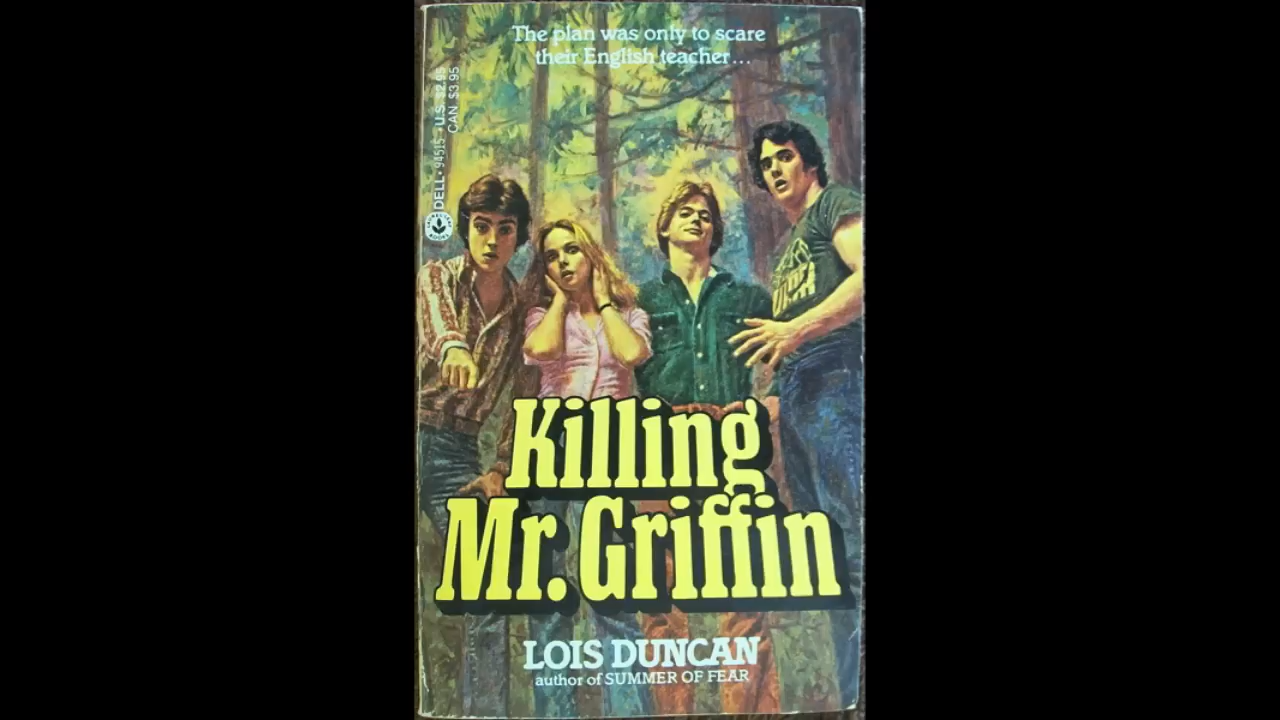 The plan was only to scare
their English teacher...
DELL • 94515 • U.S. $2.95
CAN. $3.95
Killing
Mr. Griffin
LOIS DUNCAN
author of SUMMER OF FEAR